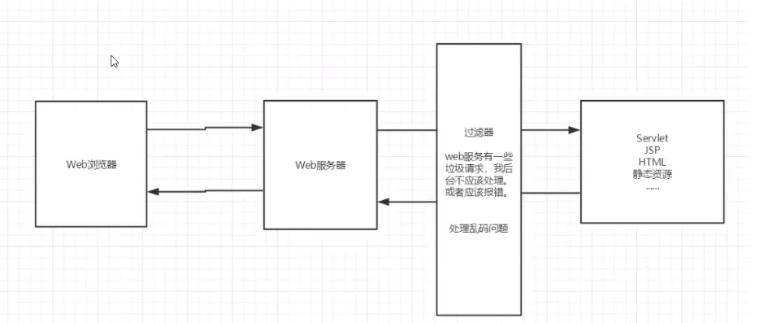 Web浏览器
Web服务器
过滤器
web服务有一些
垃圾请求，我后
台不应该处理。
或者应该报错。
处理乱码问题
Servlet
JSP
HTML
静态资源
......